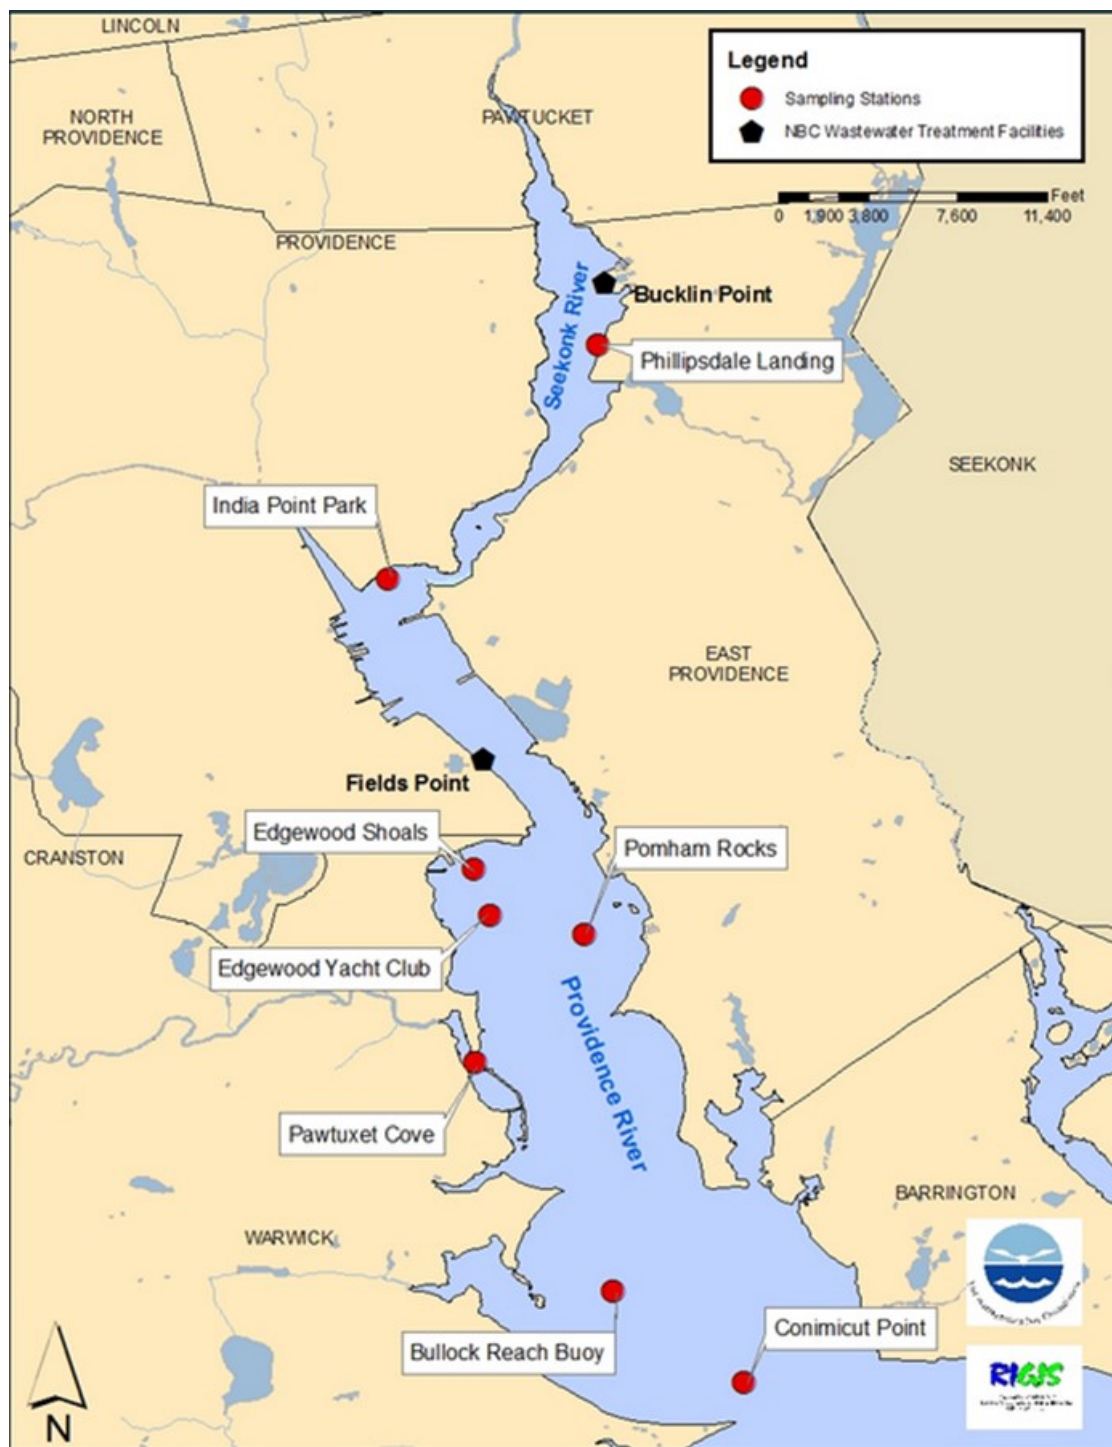 LINCOLN
NORTH
PROVIDENCE
PAWTUCKET
Legend
Sampling Stations
NBC Wastewater Treatment Facilities
Feet
0 1,900 3,800 7,600 11,400
PROVIDENCE
Seekonk River
Bucklin Point
Phillipsdale Landing
SEEKONK
India Point Park
EAST
PROVIDENCE
Fields Point
Edgewood Shoals
CRANSTON
Pomham Rocks
Edgewood Yacht Club
Providence River
Pawtuxet Cove
BARRINGTON
WARWICK
Conimicut Point
Bullock Reach Buoy
RIGIS
N